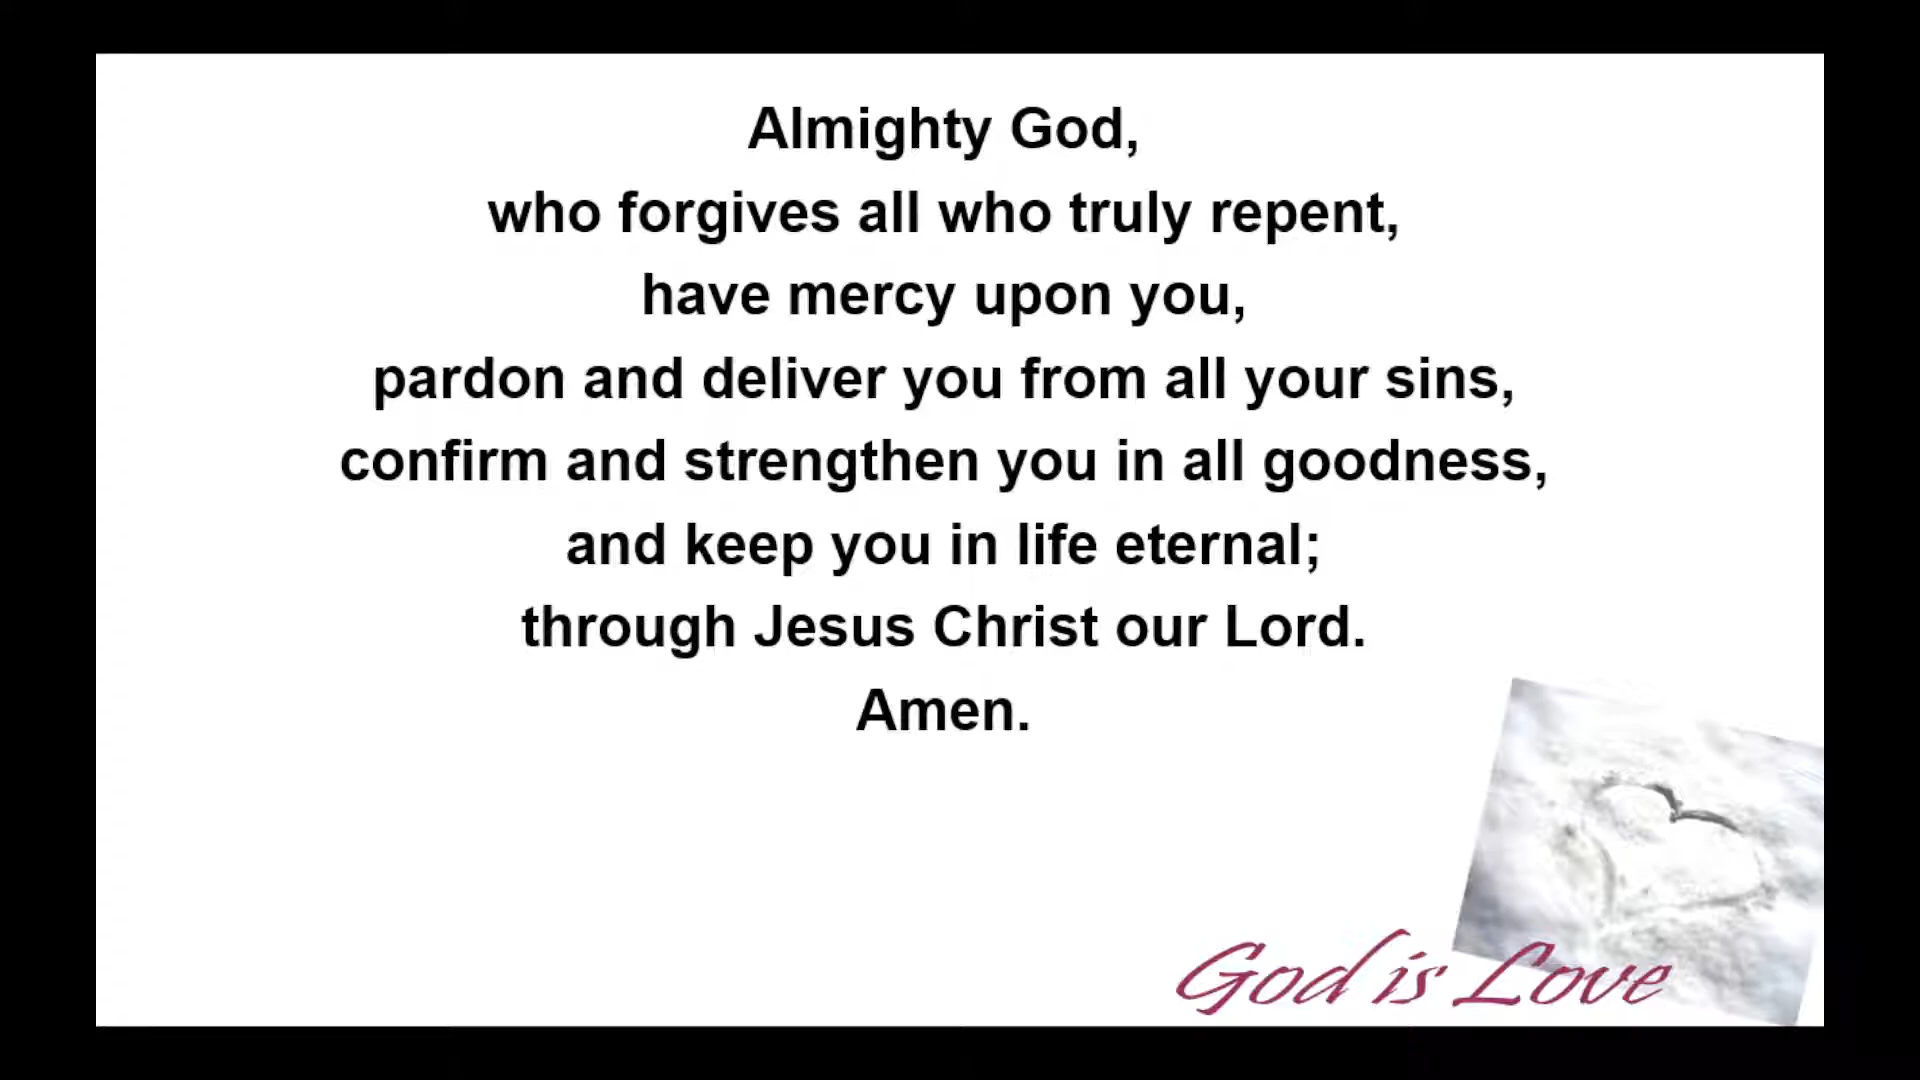 Almighty God,
who forgives all who truly repent,
have mercy upon you,
pardon and deliver you from all your sins,
confirm and strengthen you in all goodness,
and keep you in life eternal;
through Jesus Christ our Lord.
Amen.
God is Love